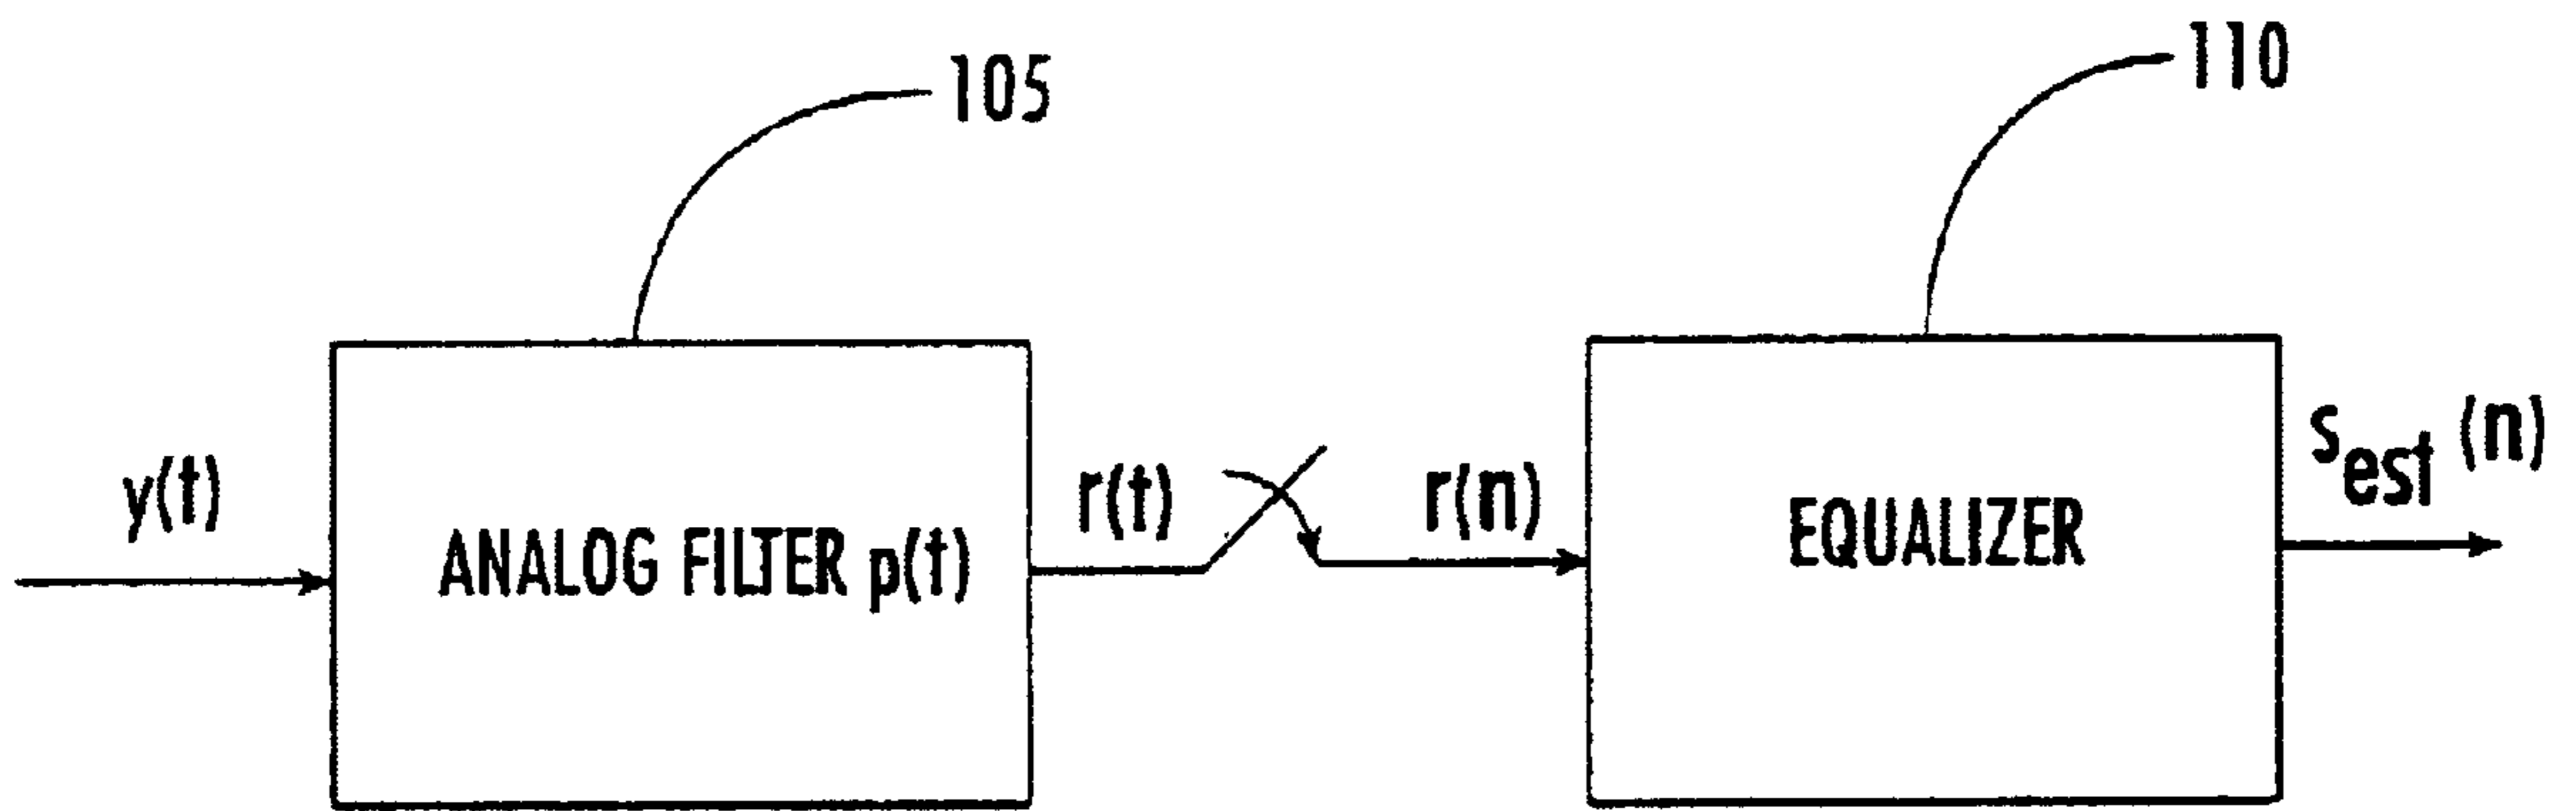 105
110
y(t)
ANALOG FILTER p(t)
r(t)
r(n)
EQUALIZER
s_est (n)